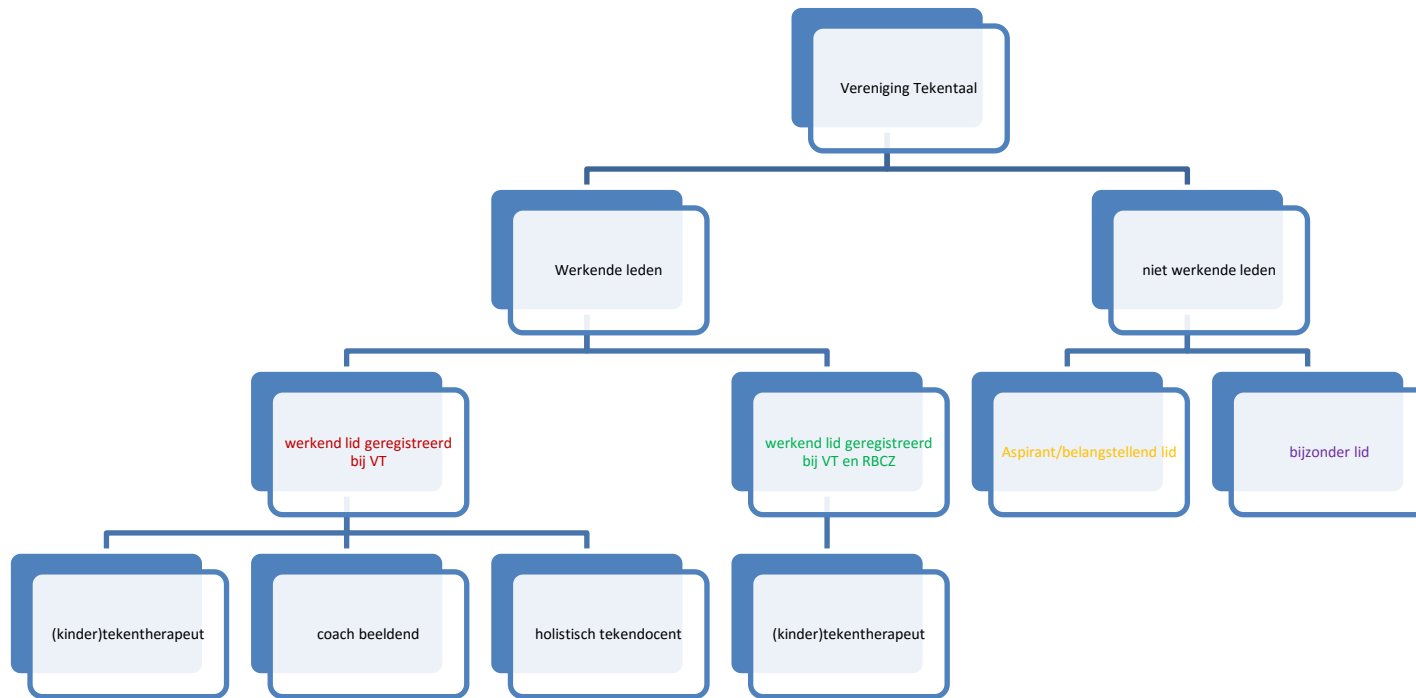 Vereniging Tekentaal
Werkende leden
niet werkende leden
werkend lid geregistreerd
bij VT
werkend lid geregistreerd
bij VT en RBCZ
Aspirant/belangstellend lid
bijzonder lid
(kinder)tekentherapeut
coach beeldend
holistisch tekendocent
(kinder)tekentherapeut